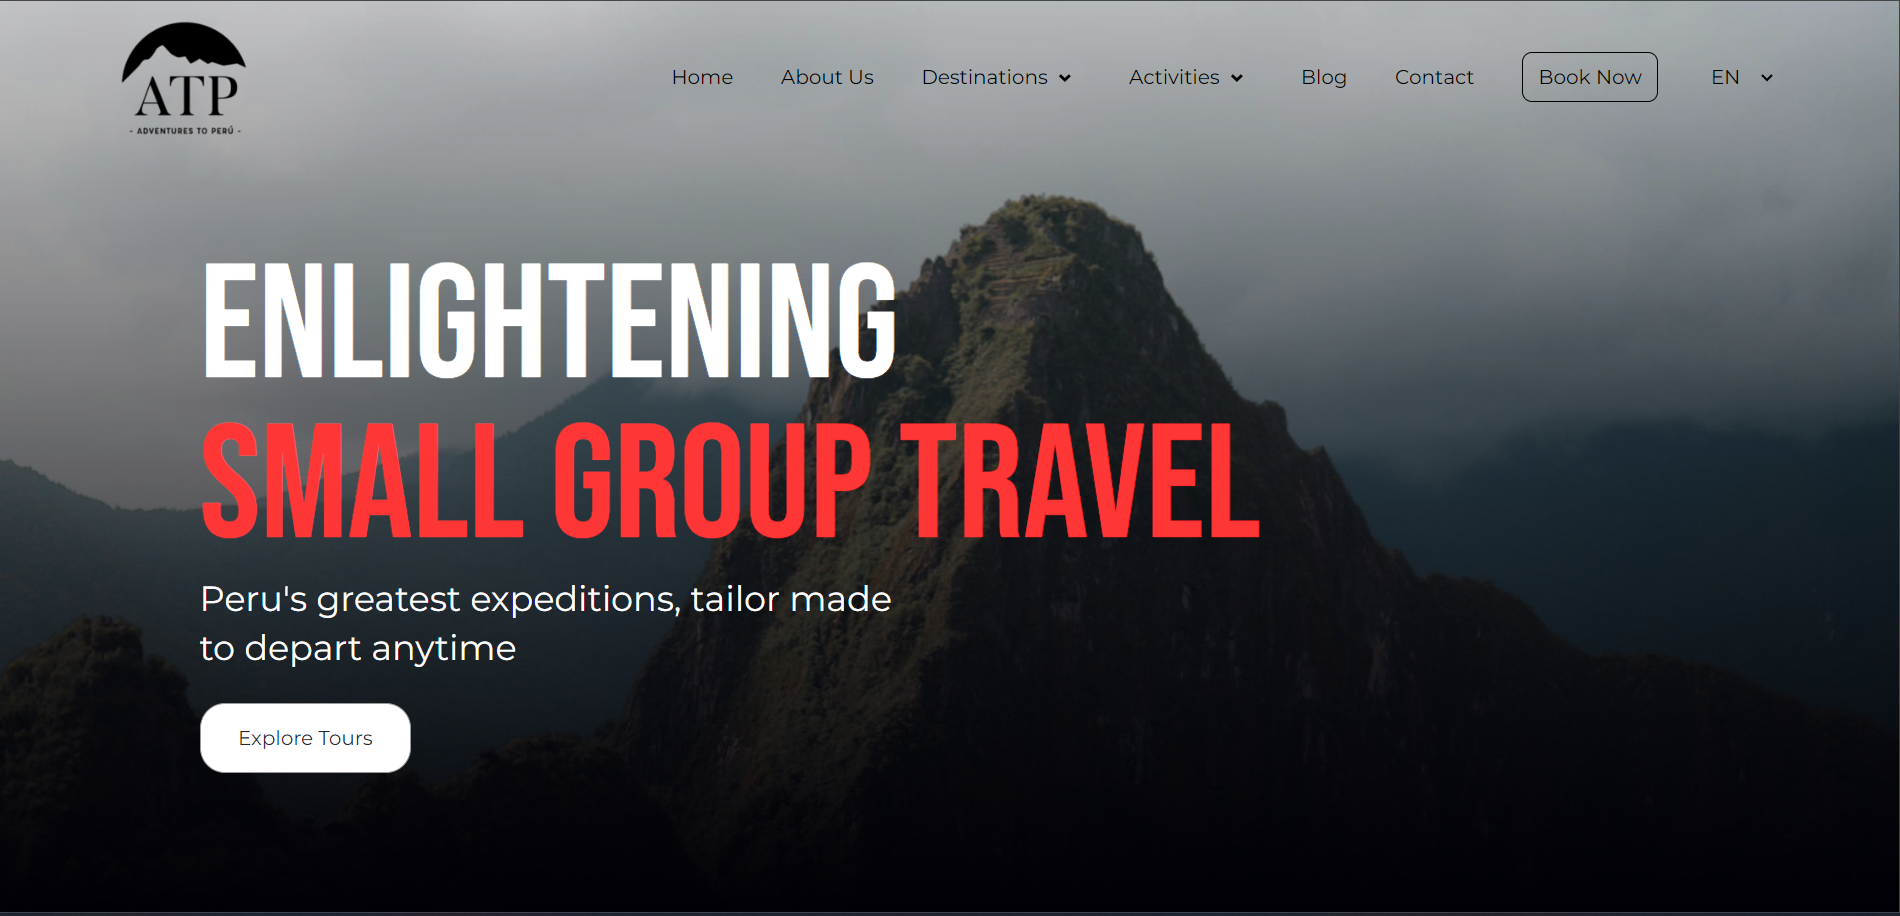 ATP
- ADVENTURES TO PERÚ -
Home About Us Destinations Activities Blog Contact Book Now EN
ENLIGHTENING
SMALL GROUP TRAVEL
Peru's greatest expeditions, tailor made
to depart anytime
Explore Tours